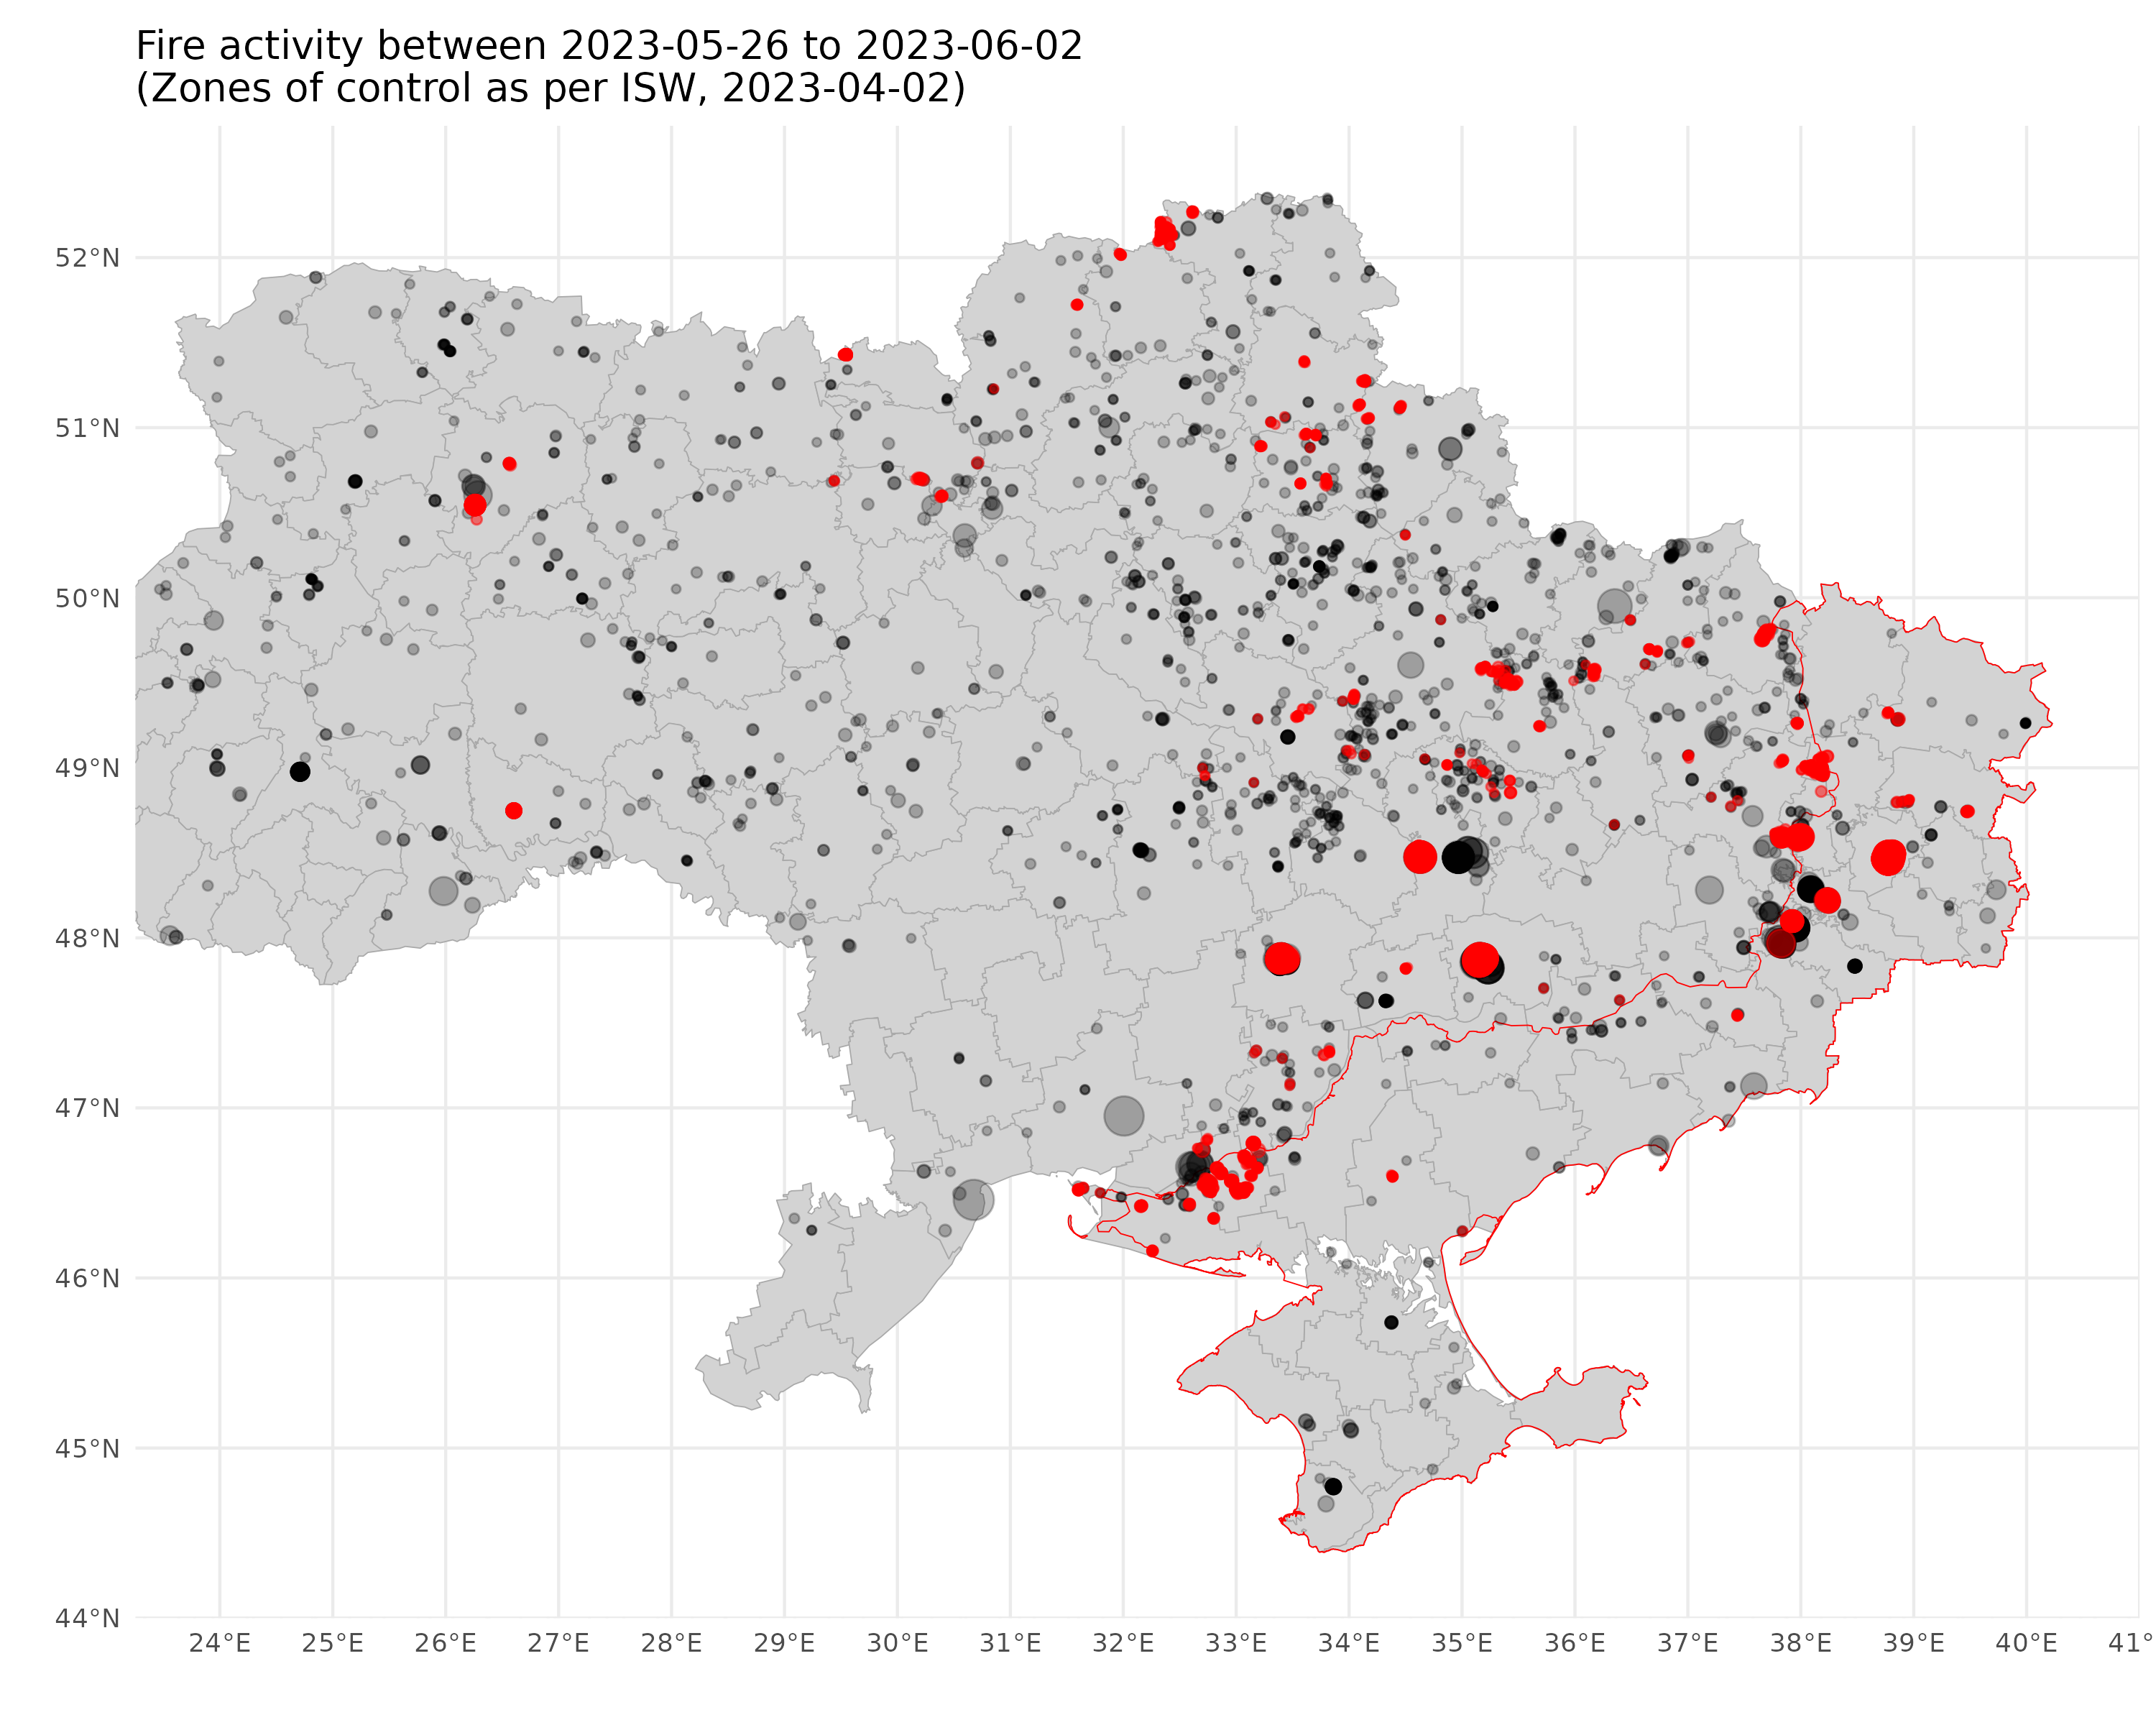 Fire activity between 2023-05-26 to 2023-06-02
(Zones of control as per ISW, 2023-04-02)
52°N
51°N
50°N
49°N
48°N
47°N
46°N
45°N
44°N
24°E 25°E 26°E 27°E 28°E 29°E 30°E 31°E 32°E 33°E 34°E 35°E 36°E 37°E 38°E 39°E 40°E 41°